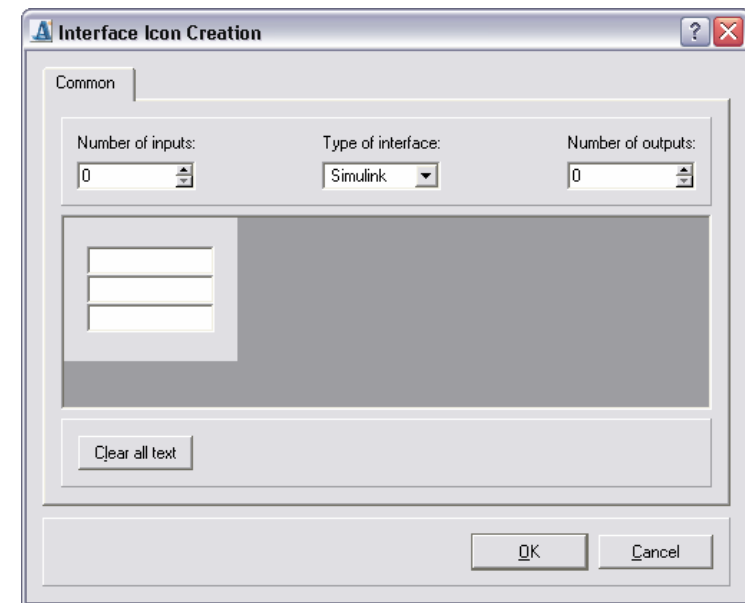 Interface Icon Creation
Common
Number of inputs: Type of interface: Number of outputs:
0 Simulink 0
Clear all text
OK Cancel